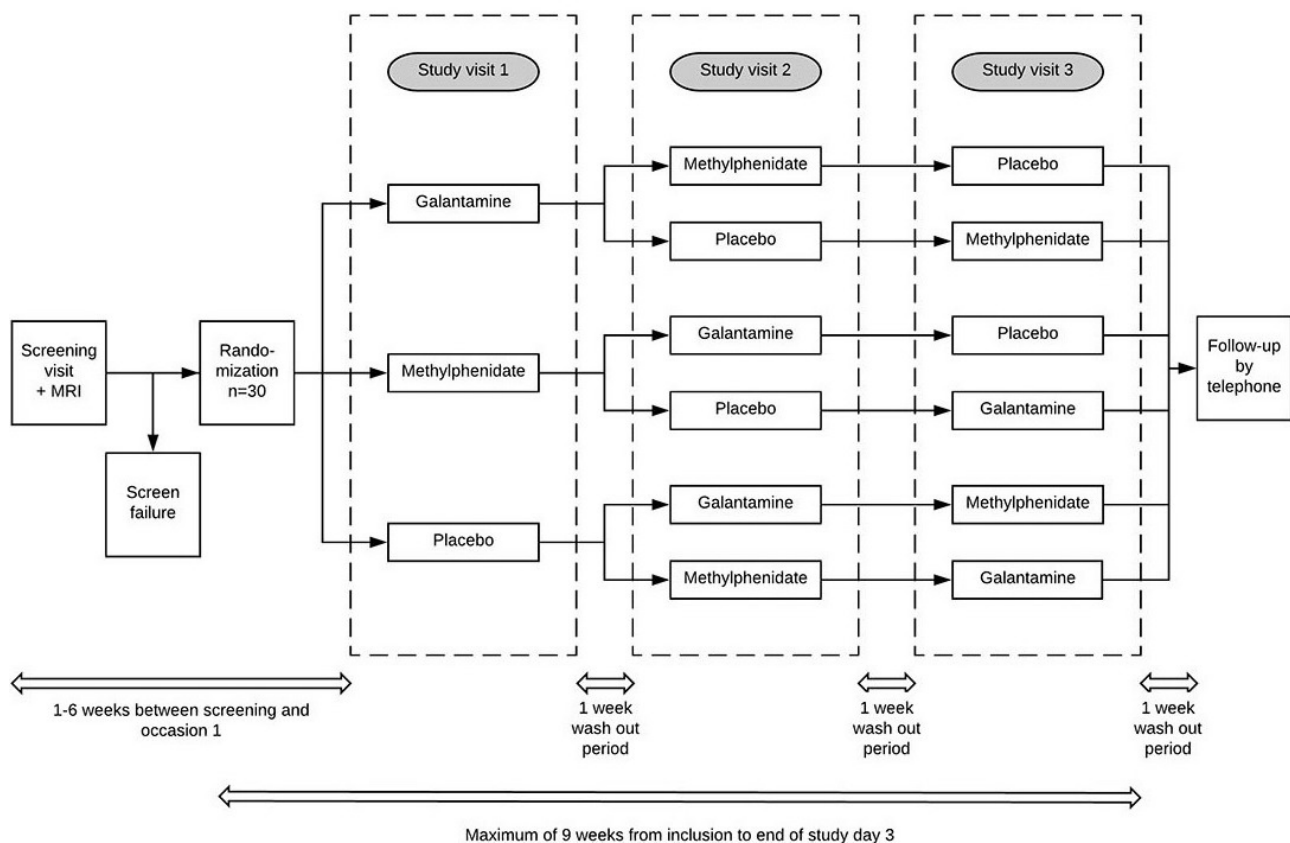 Study visit 1
Study visit 2
Study visit 3
Methylphenidate
Placebo
Galantamine
Placebo
Methylphenidate
Screening
visit
+ MRI
Rando-
mization
n=30
Galantamine
Placebo
Follow-up
by
telephone
Methylphenidate
Placebo
Galantamine
Screen
failure
Galantamine
Methylphenidate
Placebo
Methylphenidate
Galantamine
1-6 weeks between screening and
occasion 1
1 week
wash out
period
1 week
wash out
period
1 week
wash out
period
Maximum of 9 weeks from inclusion to end of study day 3